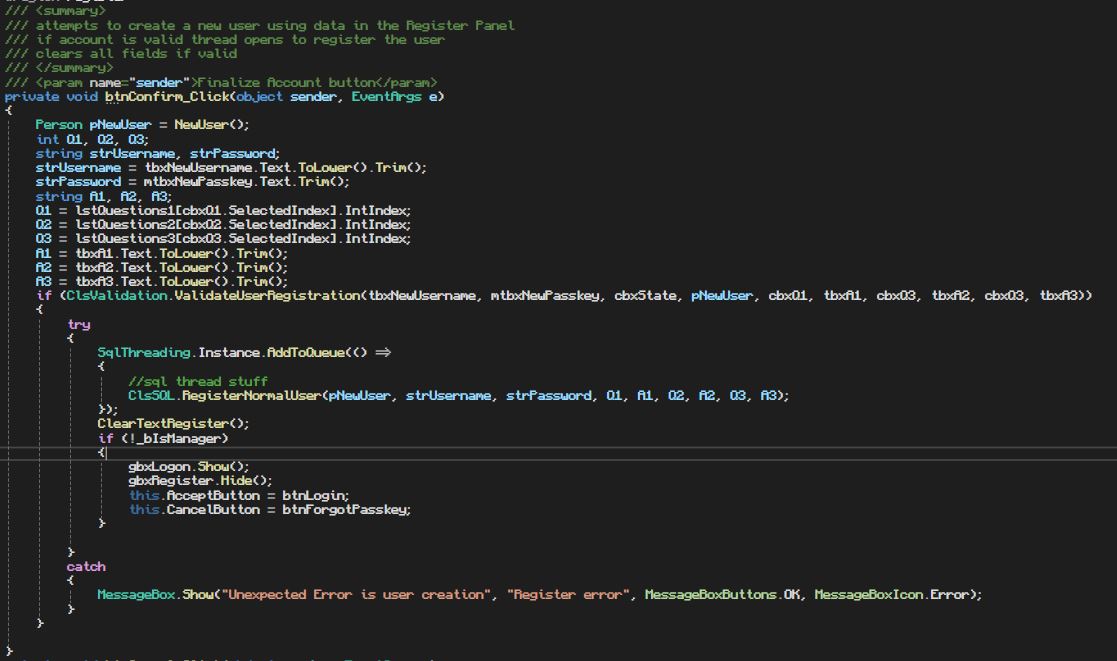 /// <summary>
/// attempts to create a new user using data in the Register Panel
/// if account is valid thread opens to register the user
/// clears all fields if valid
/// </summary>
/// <param name="sender">Finalize Account button</param>
private void btnConfirm_Click(object sender, EventArgs e)
{
Person pNewUser = NewUser();
int Q1, Q2, Q3;
string strUsername, strPassword;
strUsername = tbxNewUsername.Text.ToLower().Trim();
strPassword = mtbxNewPasskey.Text.Trim();
string A1, A2, A3;
Q1 = lstQuestions1[cbxQ1.SelectedIndex].IntIndex;
Q2 = lstQuestions2[cbxQ2.SelectedIndex].IntIndex;
Q3 = lstQuestions3[cbxQ3.SelectedIndex].IntIndex;
A1 = tbxA1.Text.ToLower().Trim();
A2 = tbxA2.Text.ToLower().Trim();
A3 = tbxA3.Text.ToLower().Trim();
if (ClsValidation.ValidateUserRegistration(tbxNewUsername, mtbxNewPasskey, cbxState, pNewUser, cbxQ1, tbxA1, cbxQ3, tbxA2, cbxQ3, tbxA3))
{
try
{
SqlThreading.Instance.AddToQueue(() =>
{
//sql thread stuff
ClsSQL.RegisterNormalUser(pNewUser, strUsername, strPassword, Q1, A1, Q2, A2, Q3, A3);
});
ClearTextRegister();
if (!_bIsManager)
{
gbxLogon.Show();
gbxRegister.Hide();
this.AcceptButton = btnLogin;
this.CancelButton = btnForgotPasskey;
}
}
catch
{
MessageBox.Show("Unexpected Error is user creation", "Register error", MessageBoxButtons.OK, MessageBoxIcon.Error);
}
}
}